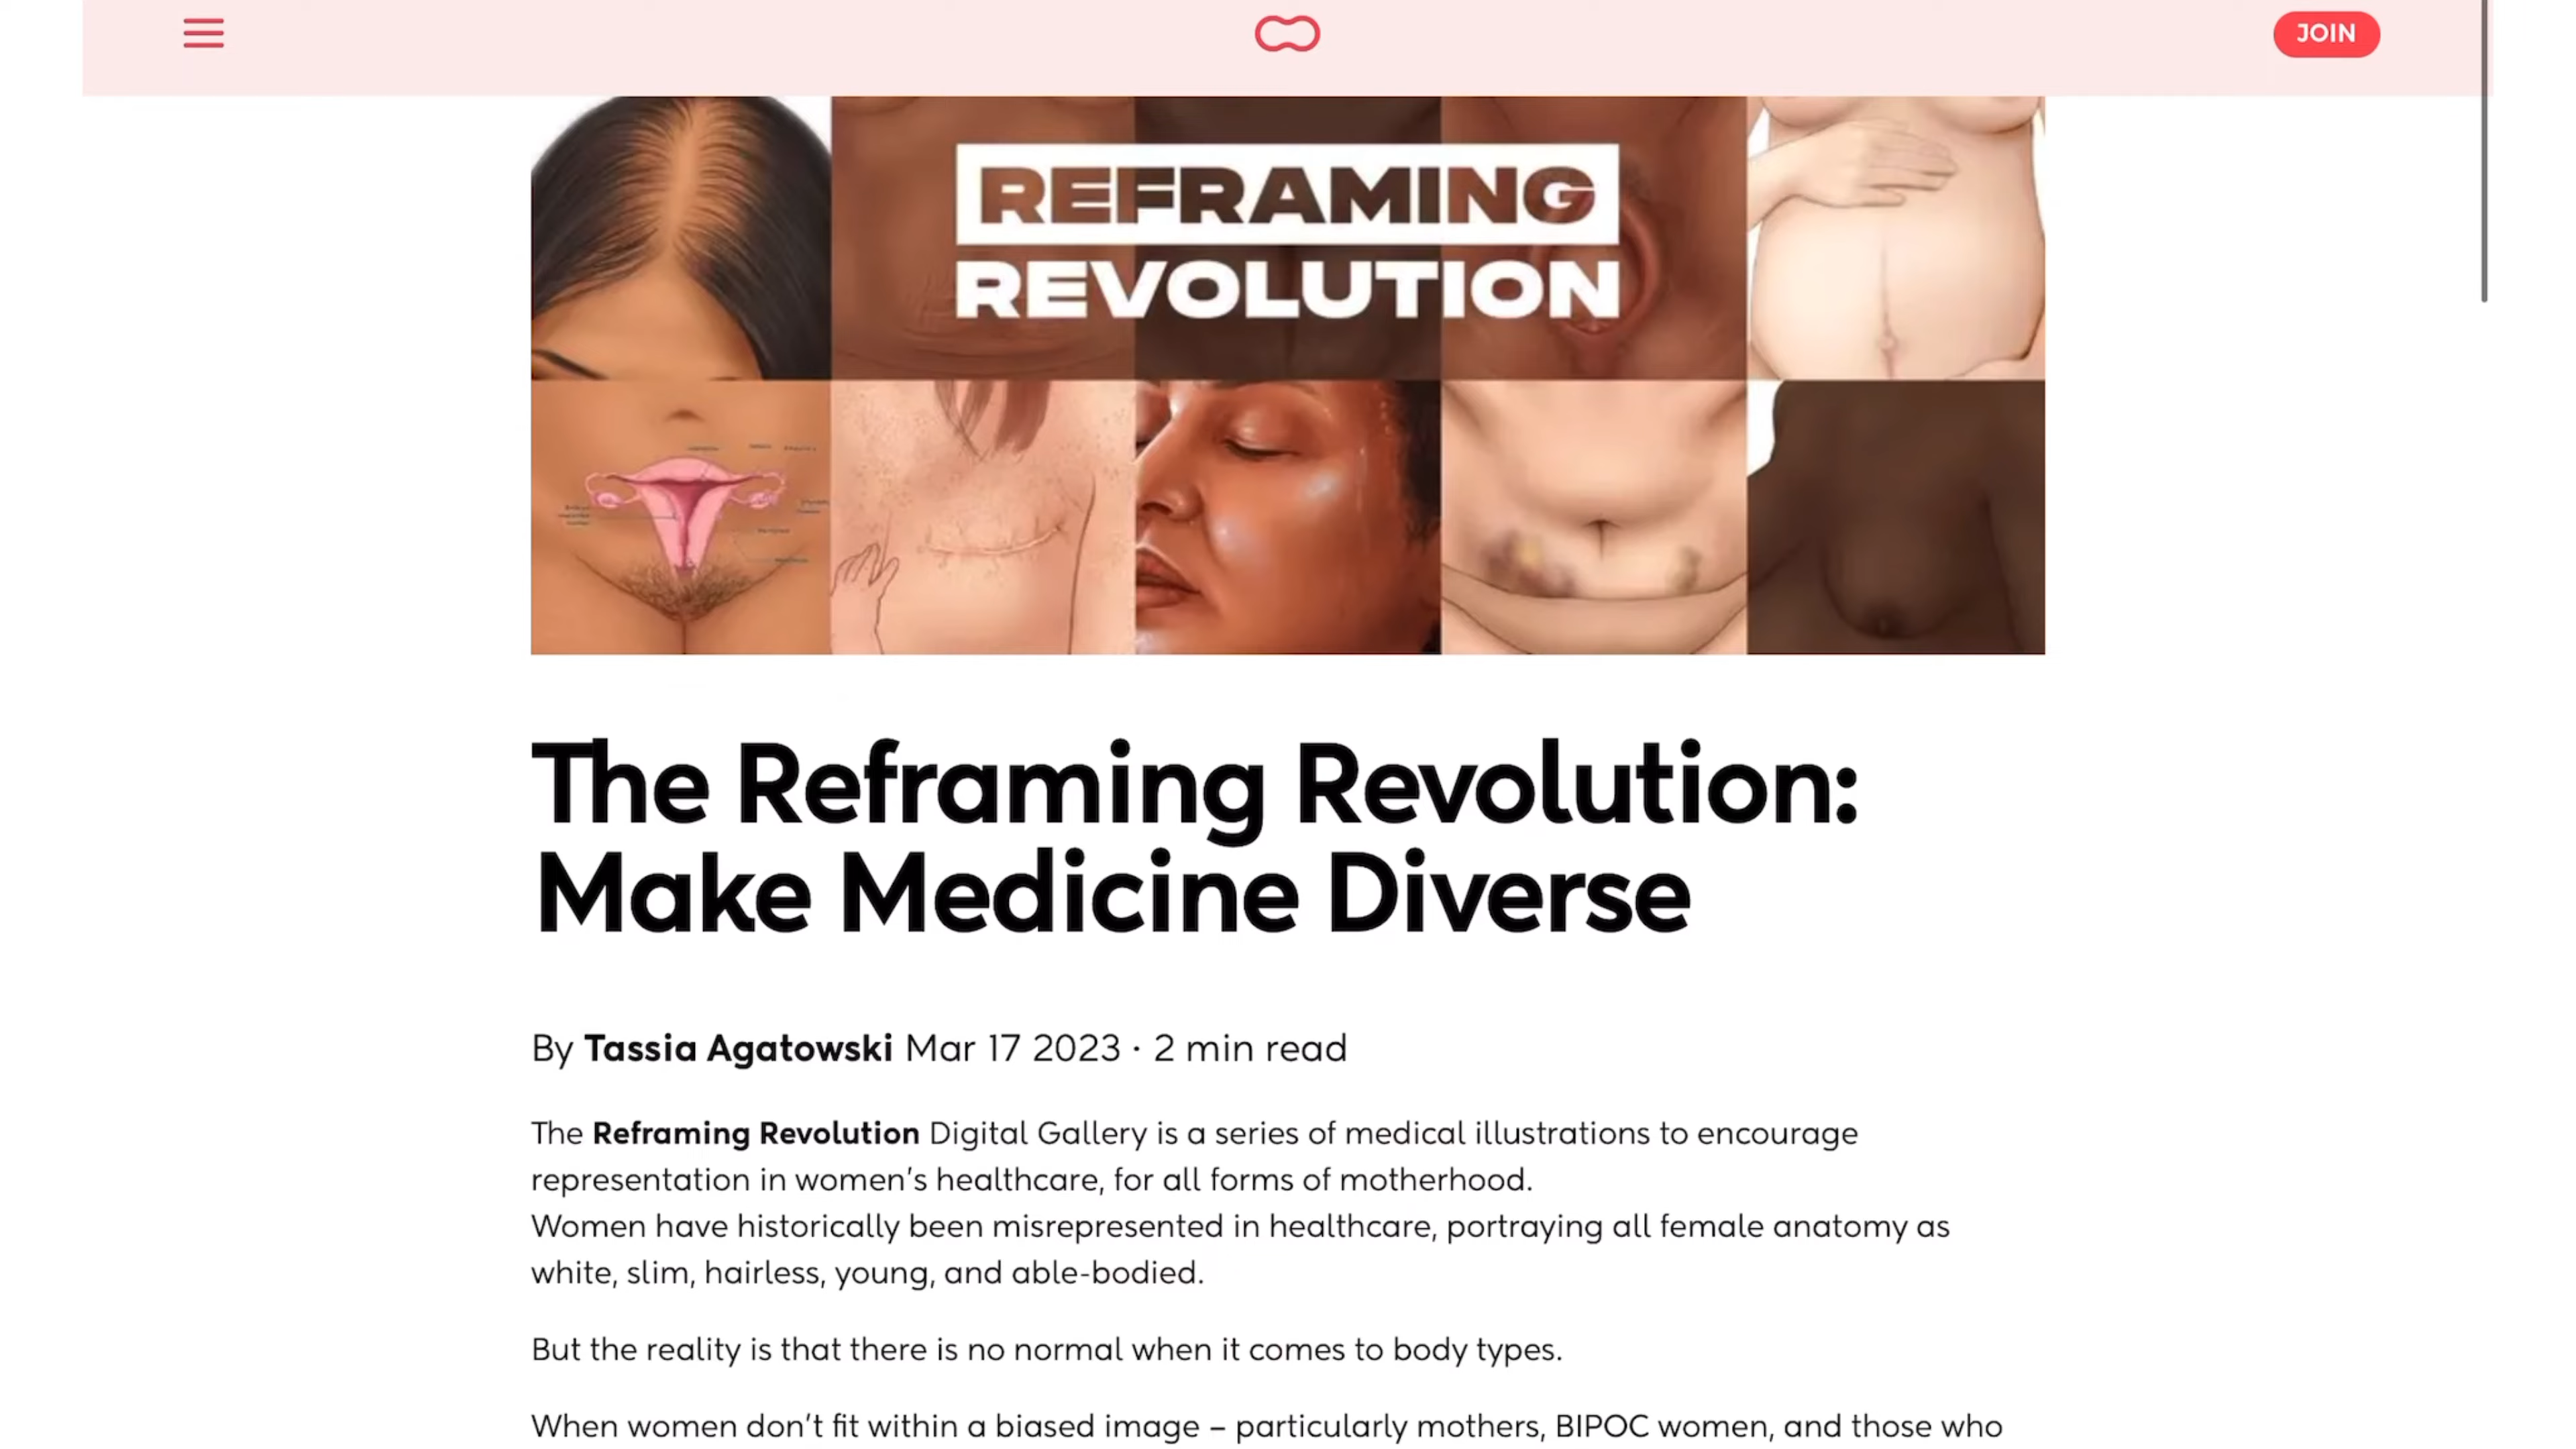 JOIN
REFRAMING
REVOLUTION
The Reframing Revolution:
Make Medicine Diverse
By Tassia Agatowski Mar 17 2023 · 2 min read
The Reframing Revolution Digital Gallery is a series of medical illustrations to encourage
representation in women’s healthcare, for all forms of motherhood.
Women have historically been misrepresented in healthcare, portraying all female anatomy as
white, slim, hairless, young, and able-bodied.
But the reality is that there is no normal when it comes to body types.
When women don’t fit within a biased image – particularly mothers, BIPOC women, and those who